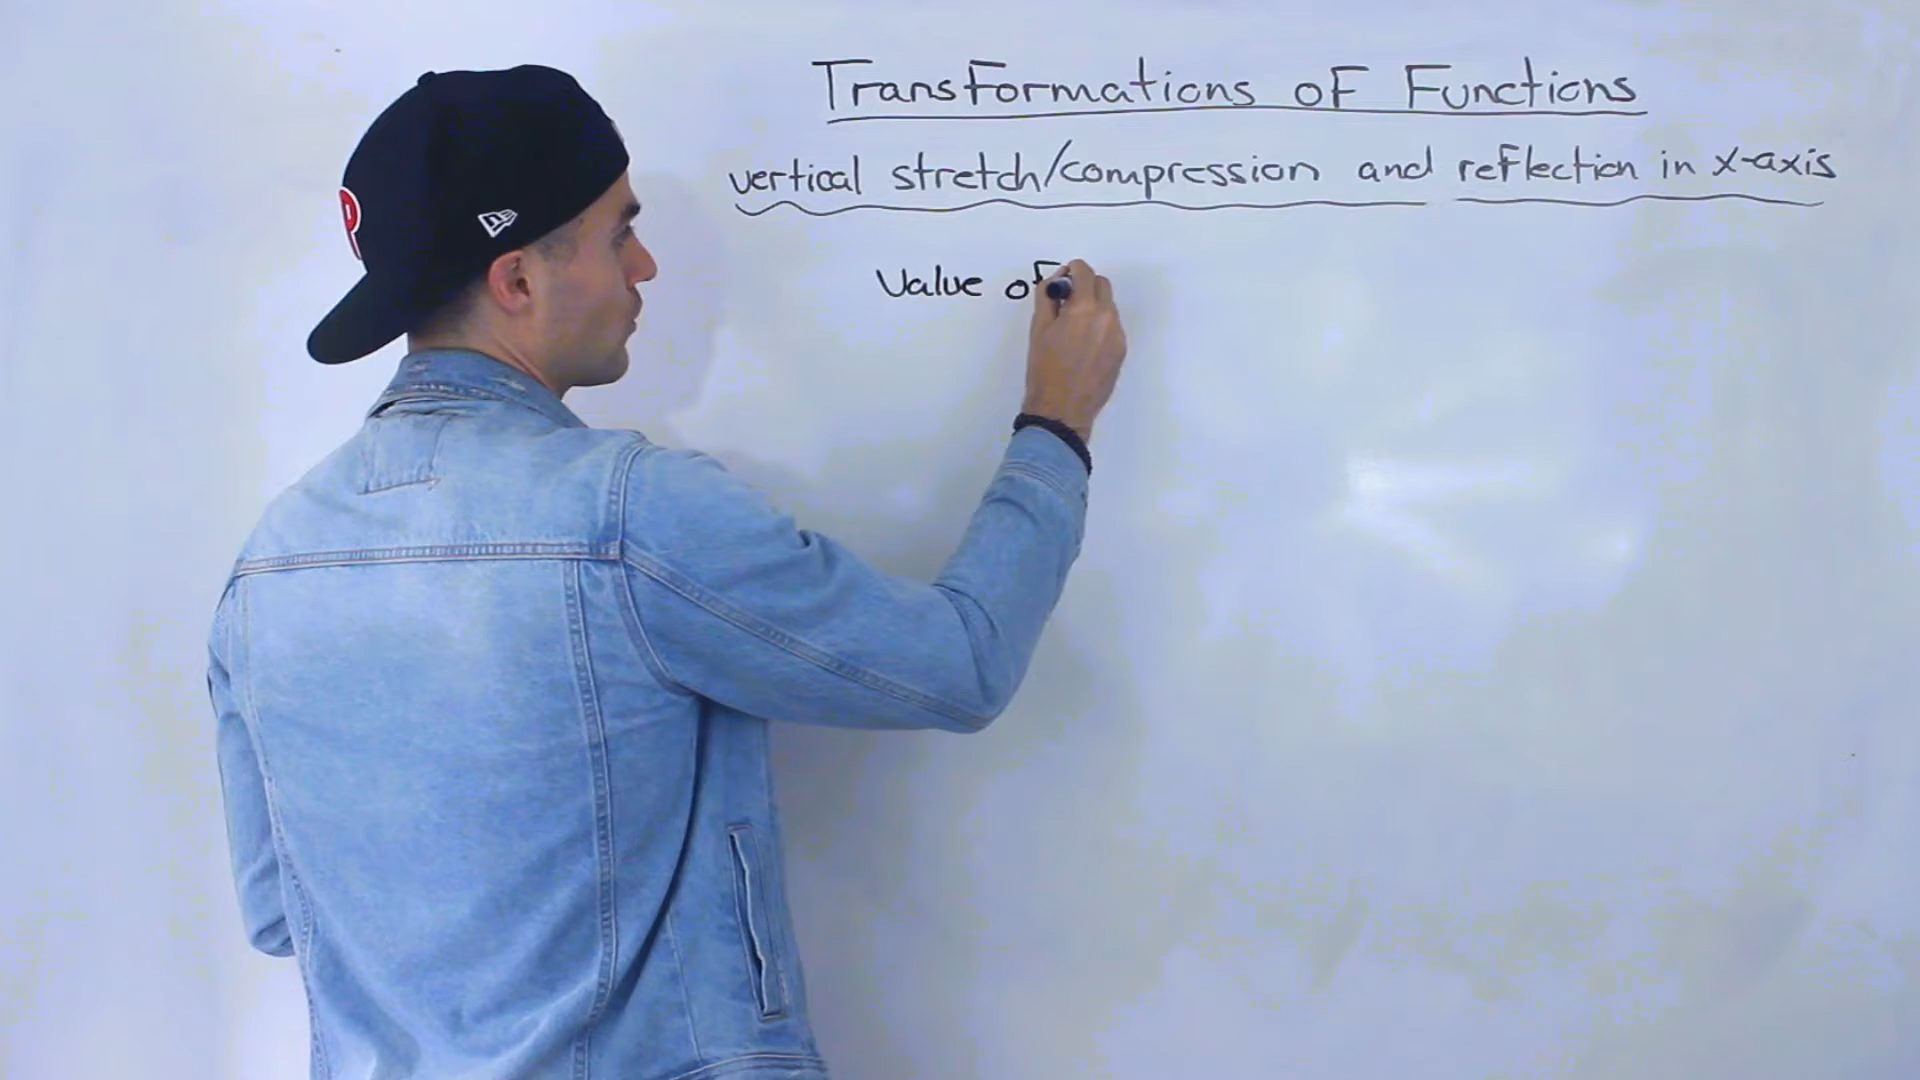 Transformations of Functions
vertical stretch/compression and reflection in x-axis
Value of
P